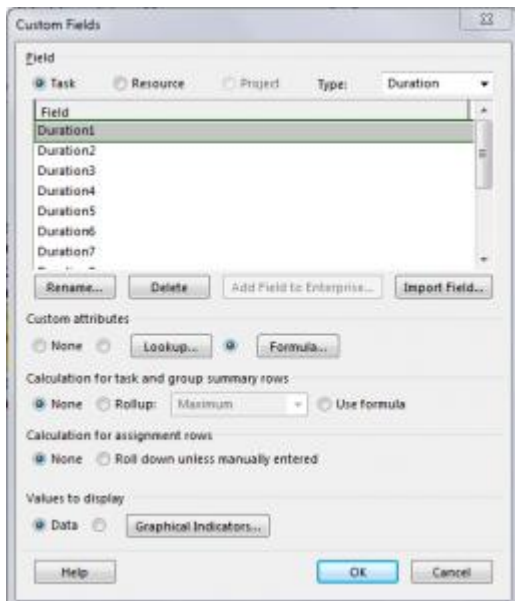 Custom Fields
Field
Task Resource Project Type: Duration
Field
Duration1
Duration2
Duration3
Duration4
Duration5
Duration6
Duration7
Rename... Delete Add Field to Enterprise... Import Field...
Custom attributes
None Lookup... Formula...
Calculation for task and group summary rows
None Rollup: Maximum Use formula
Calculation for assignment rows
None Roll down unless manually entered
Values to display
Data Graphical Indicators...
Help OK Cancel